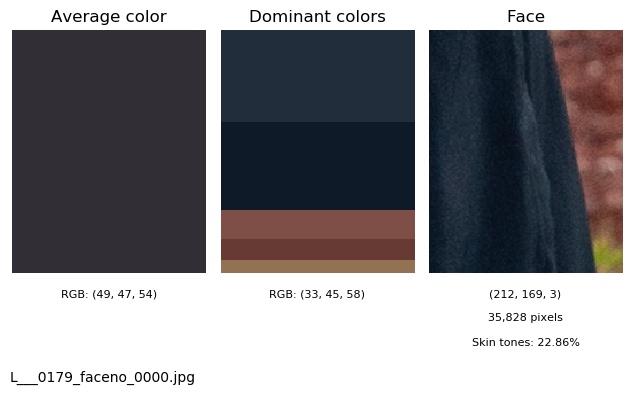 Average color
Dominant colors
Face
RGB: (49, 47, 54)
RGB: (33, 45, 58)
(212, 169, 3)
35,828 pixels
Skin tones: 22.86%
L___0179_faceno_0000.jpg